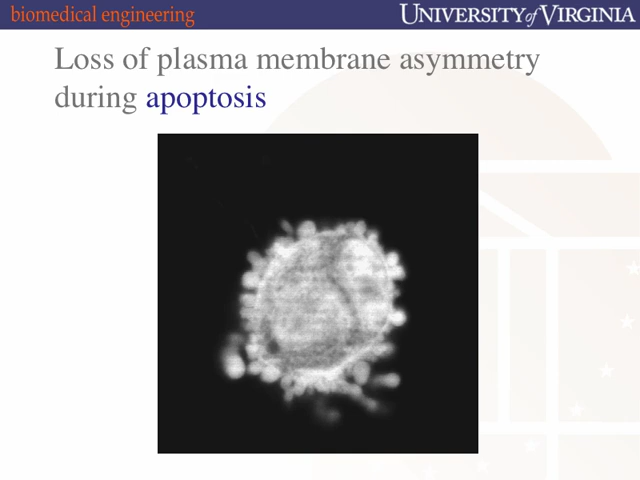 biomedical engineering
UNIVERSITY of VIRGINIA
Loss of plasma membrane asymmetry
during apoptosis